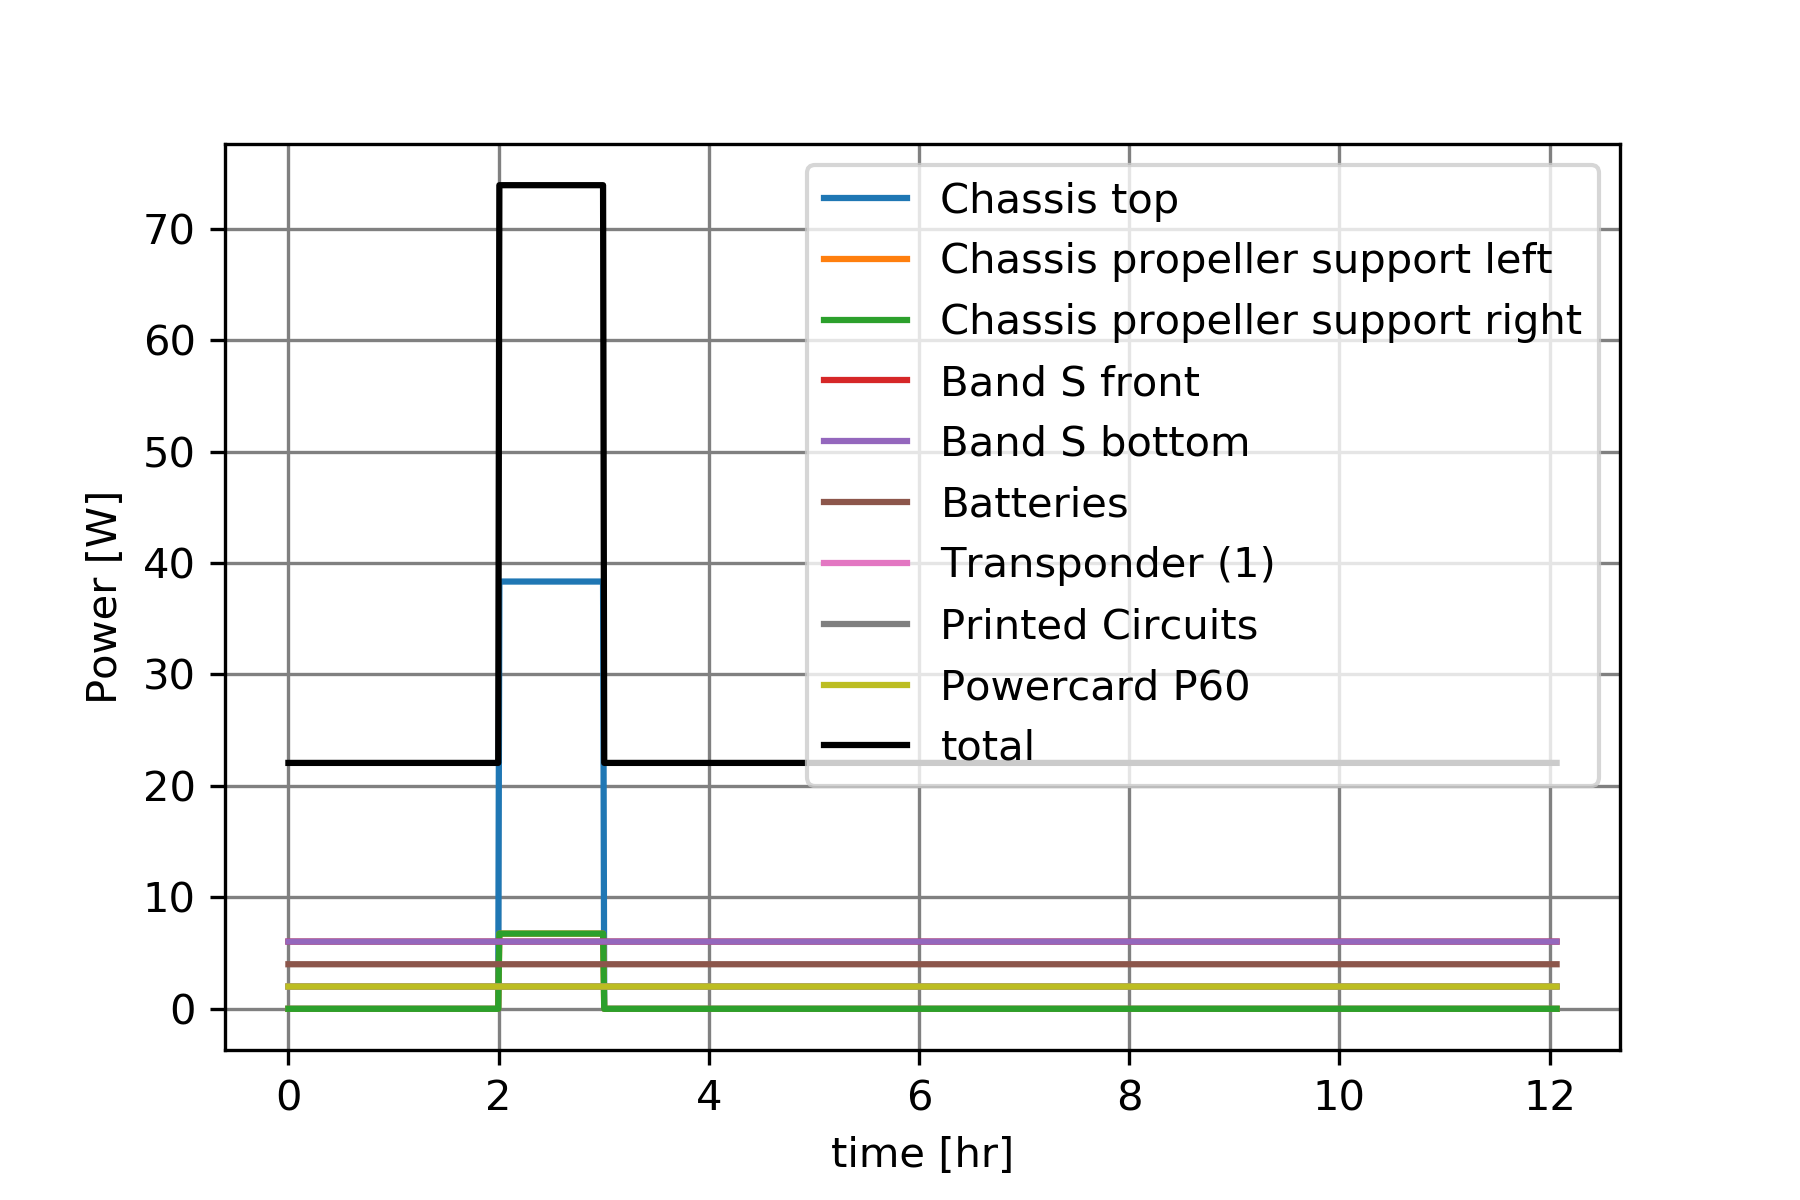 70
60
50
40
30
20
10
0
Power [W]
Chassis top
Chassis propeller support left
Chassis propeller support right
Band S front
Band S bottom
Batteries
Transponder (1)
Printed Circuits
Powercard P60
total
0 2 4 6 8 10 12
time [hr]